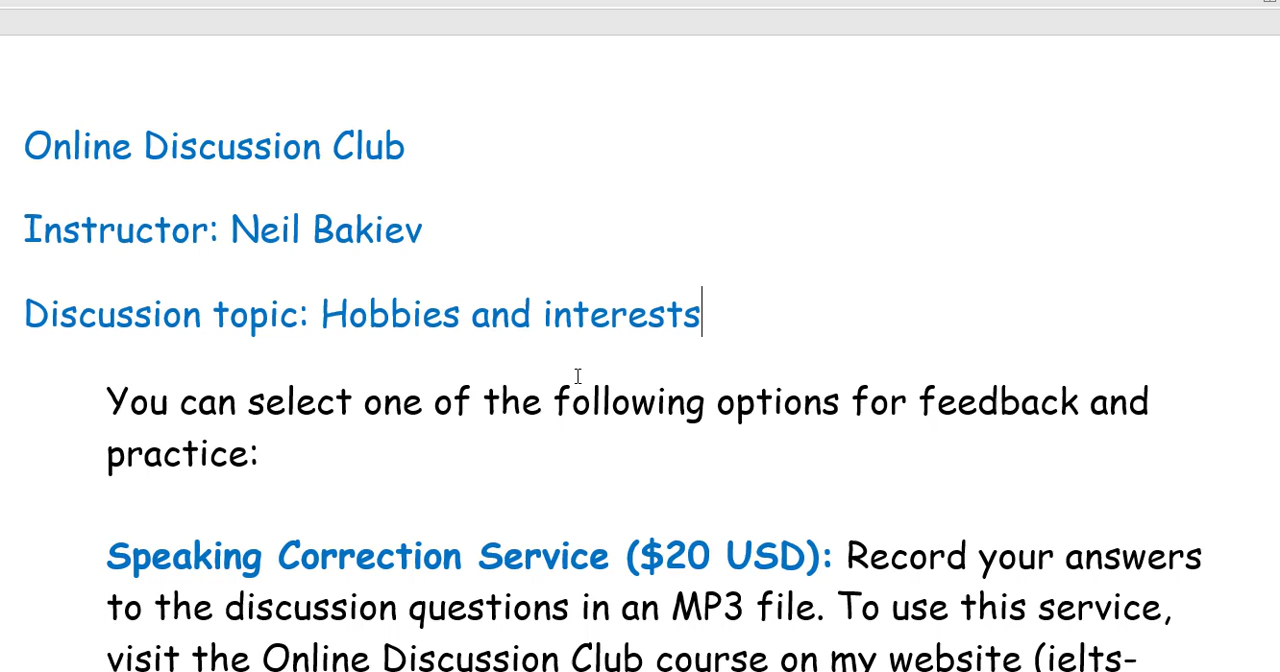 Online Discussion Club
Instructor: Neil Bakiev
Discussion topic: Hobbies and interests
You can select one of the following options for feedback and
practice:
Speaking Correction Service ($20 USD): Record your answers
to the discussion questions in an MP3 file. To use this service,
visit the Online Discussion Club course on my website (ielts-